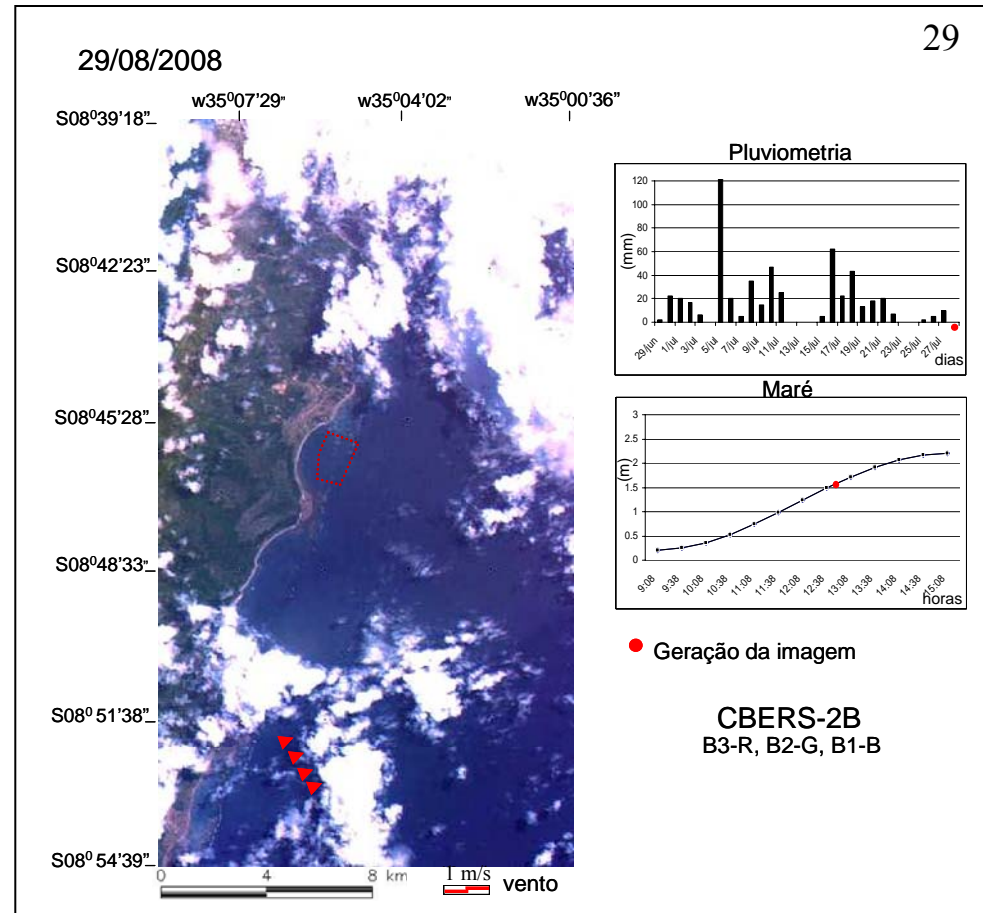 29
29/08/2008
w35⁰07'29" w35⁰04'02" w35⁰00'36"
S08⁰39'18"
S08⁰42'23"
S08⁰45'28"
S08⁰48'33"
S08⁰ 51'38"
S08⁰ 54'39"
0 4 8 km
1 m/s vento
Pluviometria
(mm)
120
100
80
60
40
20
0
29/jun 1/jul 3/jul 5/jul 7/jul 9/jul 11/jul 13/jul 15/jul 17/jul 19/jul 21/jul 23/jul 25/jul 27/jul
dias
Maré
(m)
3
2.5
2
1.5
1
0.5
0
9:08 9:38 10:08 10:38 11:08 11:38 12:08 12:38 13:08 13:38 14:08 14:38 15:08
horas
Geração da imagem
CBERS-2B
B3-R, B2-G, B1-B